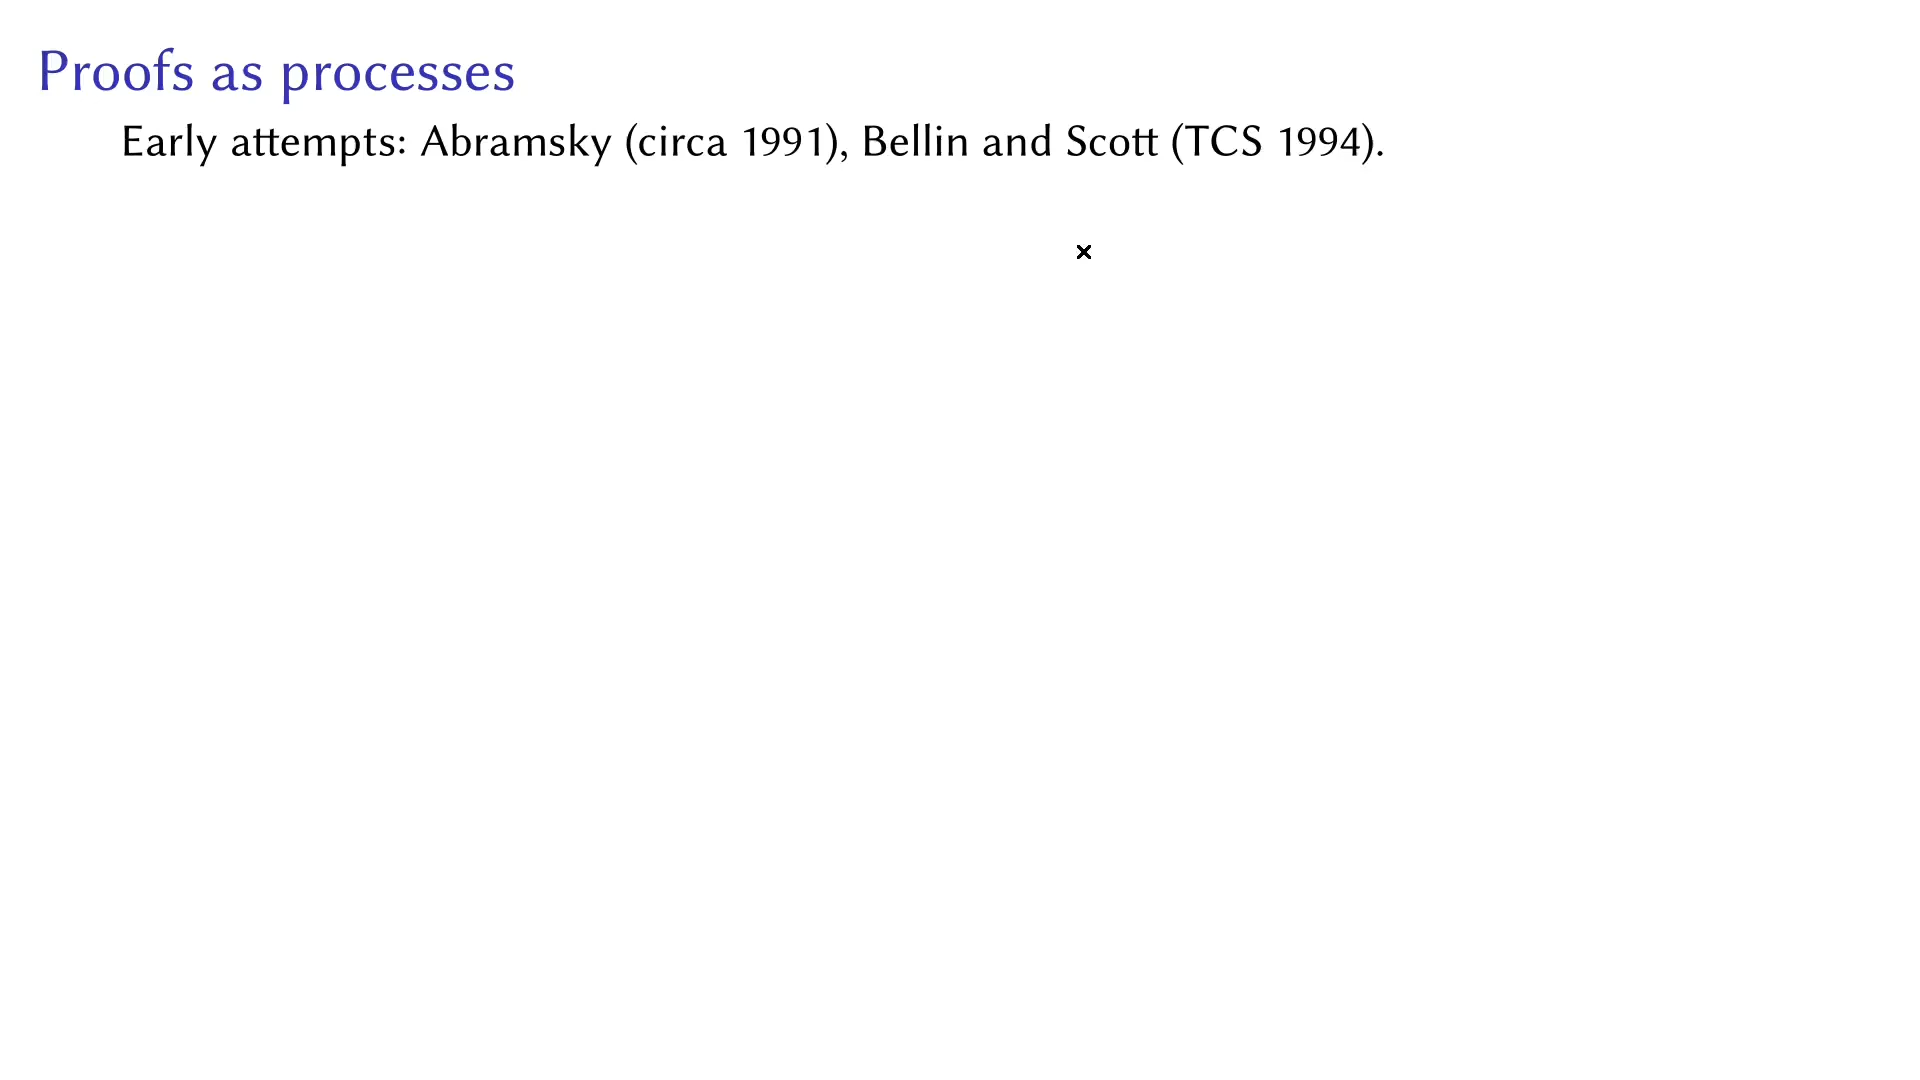 Proofs as processes
Early attempts: Abramsky (circa 1991), Bellin and Scott (TCS 1994).